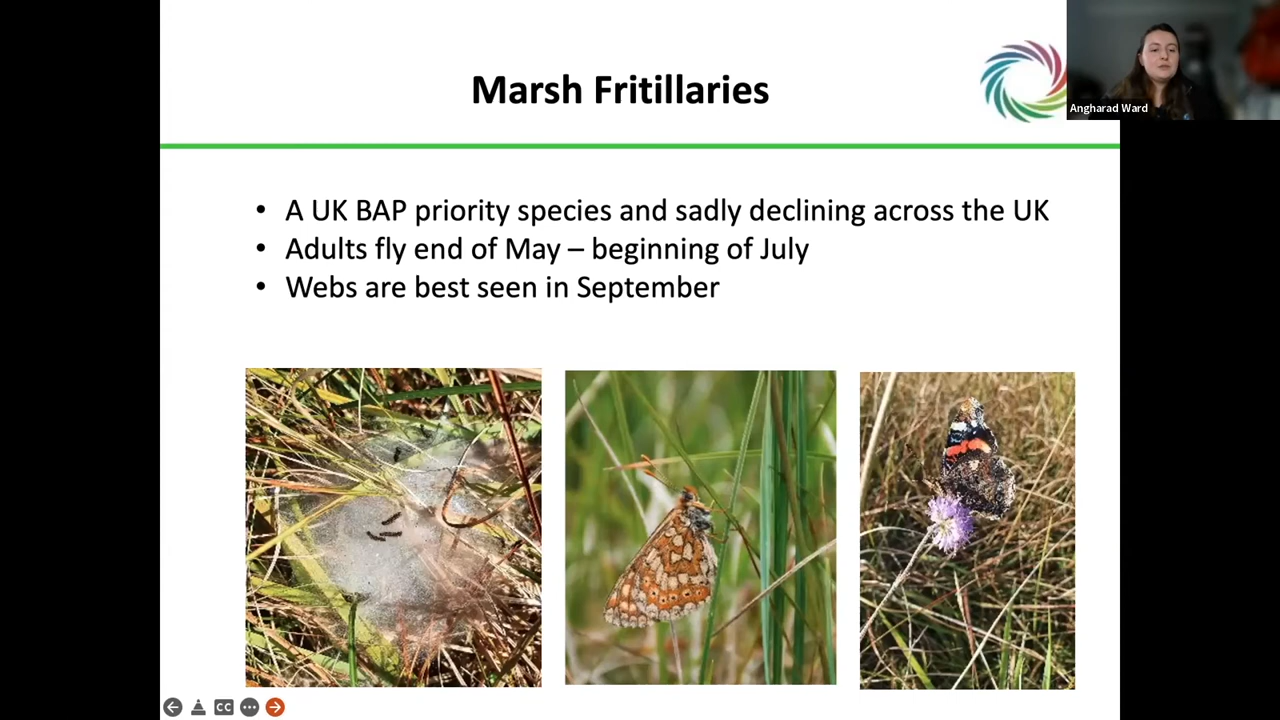 Marsh Fritillaries
Angharad Ward
• A UK BAP priority species and sadly declining across the UK
• Adults fly end of May – beginning of July
• Webs are best seen in September
CC